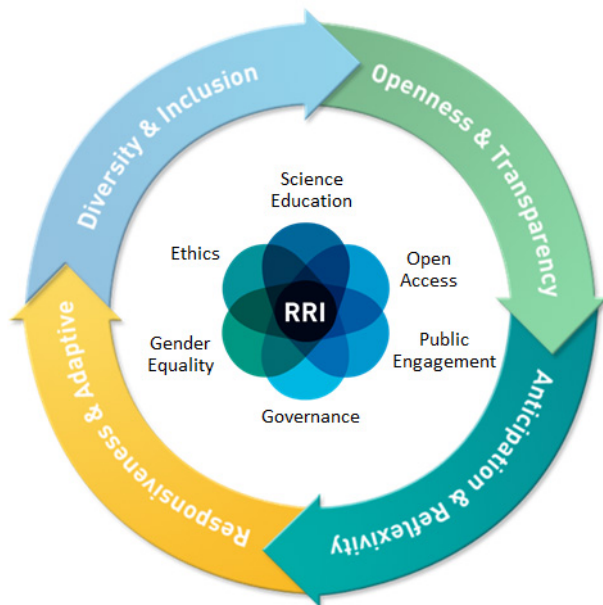 Diversity & Inclusion
Openness & Transparency
Anticipation & Reflexivity
Responsiveness & Adaptive
Science
Education
Ethics
Open
Access
RRI
Gender
Equality
Public
Engagement
Governance